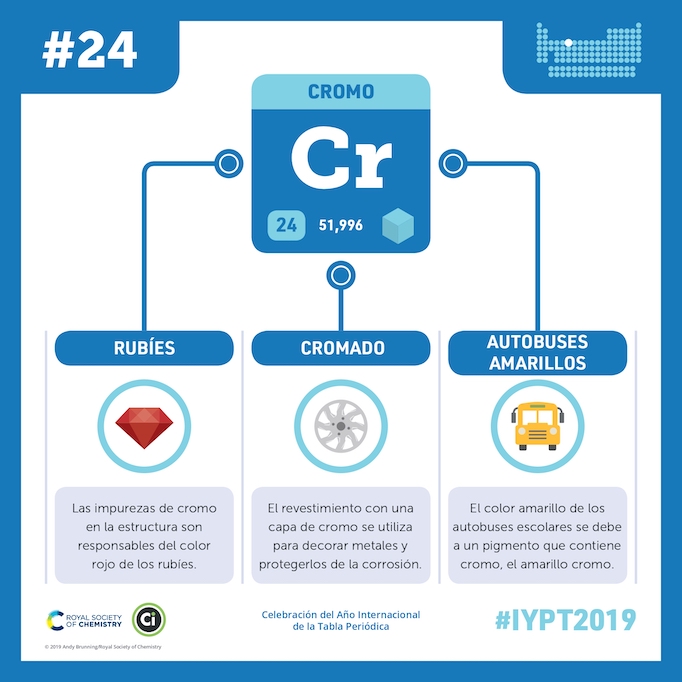 #24
CROMO
Cr
24 51,996
RUBÍES
CROMADO
AUTOBUSES
AMARILLOS
Las impurezas de cromo
en la estructura son
responsables del color
rojo de los rubíes.
El revestimiento con una
capa de cromo se utiliza
para decorar metales y
protegerlos de la corrosión.
El color amarillo de los
autobuses escolares se debe
a un pigmento que contiene
cromo, el amarillo cromo.
ROYAL SOCIETY
OF CHEMISTRY
Ci
Celebración del Año Internacional
de la Tabla Periódica
#IYPT2019
© 2019 Andy Brunning/Royal Society of Chemistry